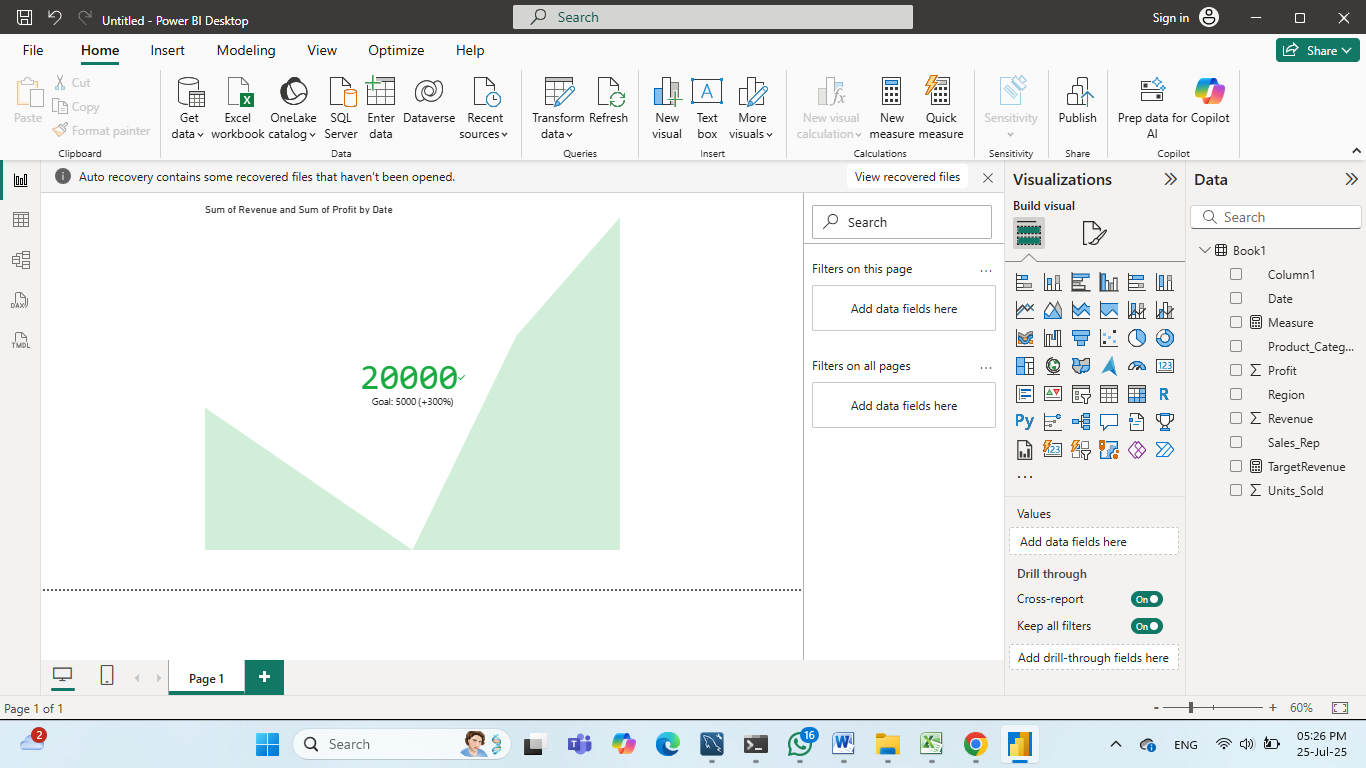 Untitled - Power BI Desktop
Search
Sign in
File
Home
Insert
Modeling
View
Optimize
Help
Share
Paste
Cut
Copy
Format painter
Clipboard
Get data
Excel workbook
OneLake catalog
SQL Server
Enter data
Dataverse
Recent sources
Data
Transform data
Refresh
Queries
New visual
Text box
More visuals
Insert
New visual calculation
New measure
Quick measure
Calculations
Sensitivity
Sensitivity
Publish
Share
Prep data for AI
Copilot
Copilot
Auto recovery contains some recovered files that haven't been opened.
View recovered files
Sum of Revenue and Sum of Profit by Date
20000
Goal: 5000 (+300%)
Search
Filters on this page
...
Add data fields here
Filters on all pages
...
Add data fields here
Visualizations
Build visual
123
R
Py
123
...
Values
Add data fields here
Drill through
Cross-report
On
Keep all filters
On
Add drill-through fields here
Data
Search
Book1
Column1
Date
Measure
Product_Categ...
Profit
Region
Revenue
Sales_Rep
TargetRevenue
Units_Sold
DAX
TMDL
Page 1
+
Page 1 of 1
- + 60%
2
Search
16
ENG
05:26 PM
25-Jul-25